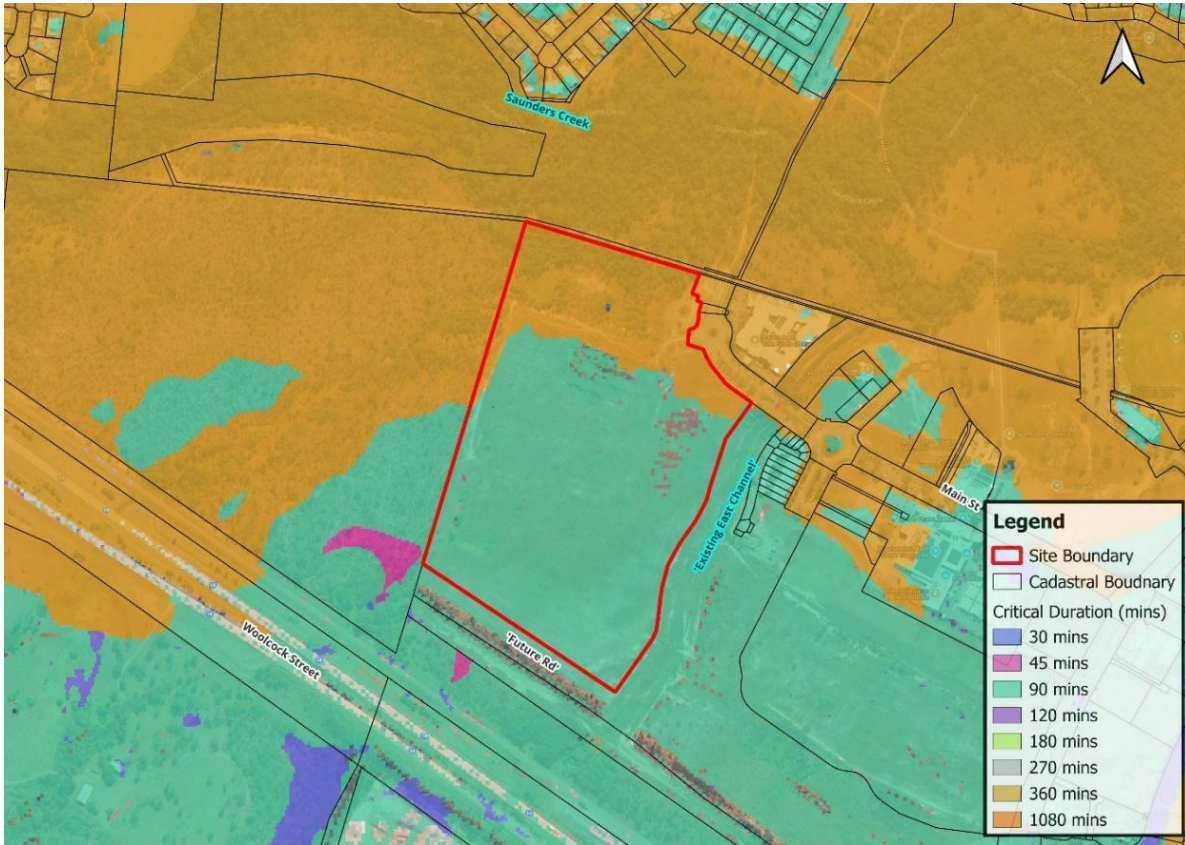 Saunders Creek
'Existing East Channel'
Main St
'Future Rd'
Woolcock Street
Legend
Site Boundary
Cadastral Boudnary
Critical Duration (mins)
30 mins
45 mins
90 mins
120 mins
180 mins
270 mins
360 mins
1080 mins